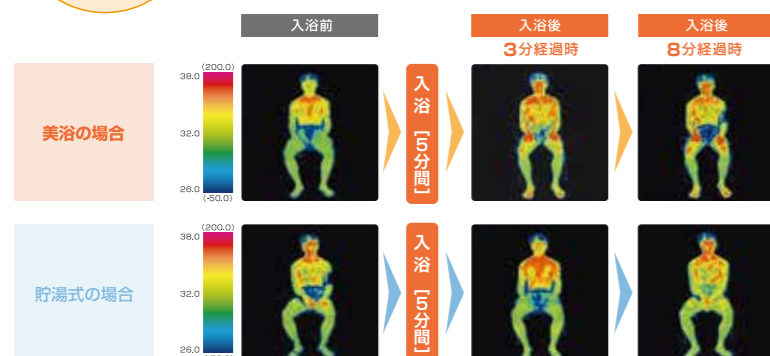 入浴前
入浴後
入浴後
3分経過時
8分経過時
美浴の場合
(200.0)
38.0
32.0
26.0
(-50.0)
入浴［5分間］
貯湯式の場合
(200.0)
38.0
32.0
26.0
入浴［5分間］